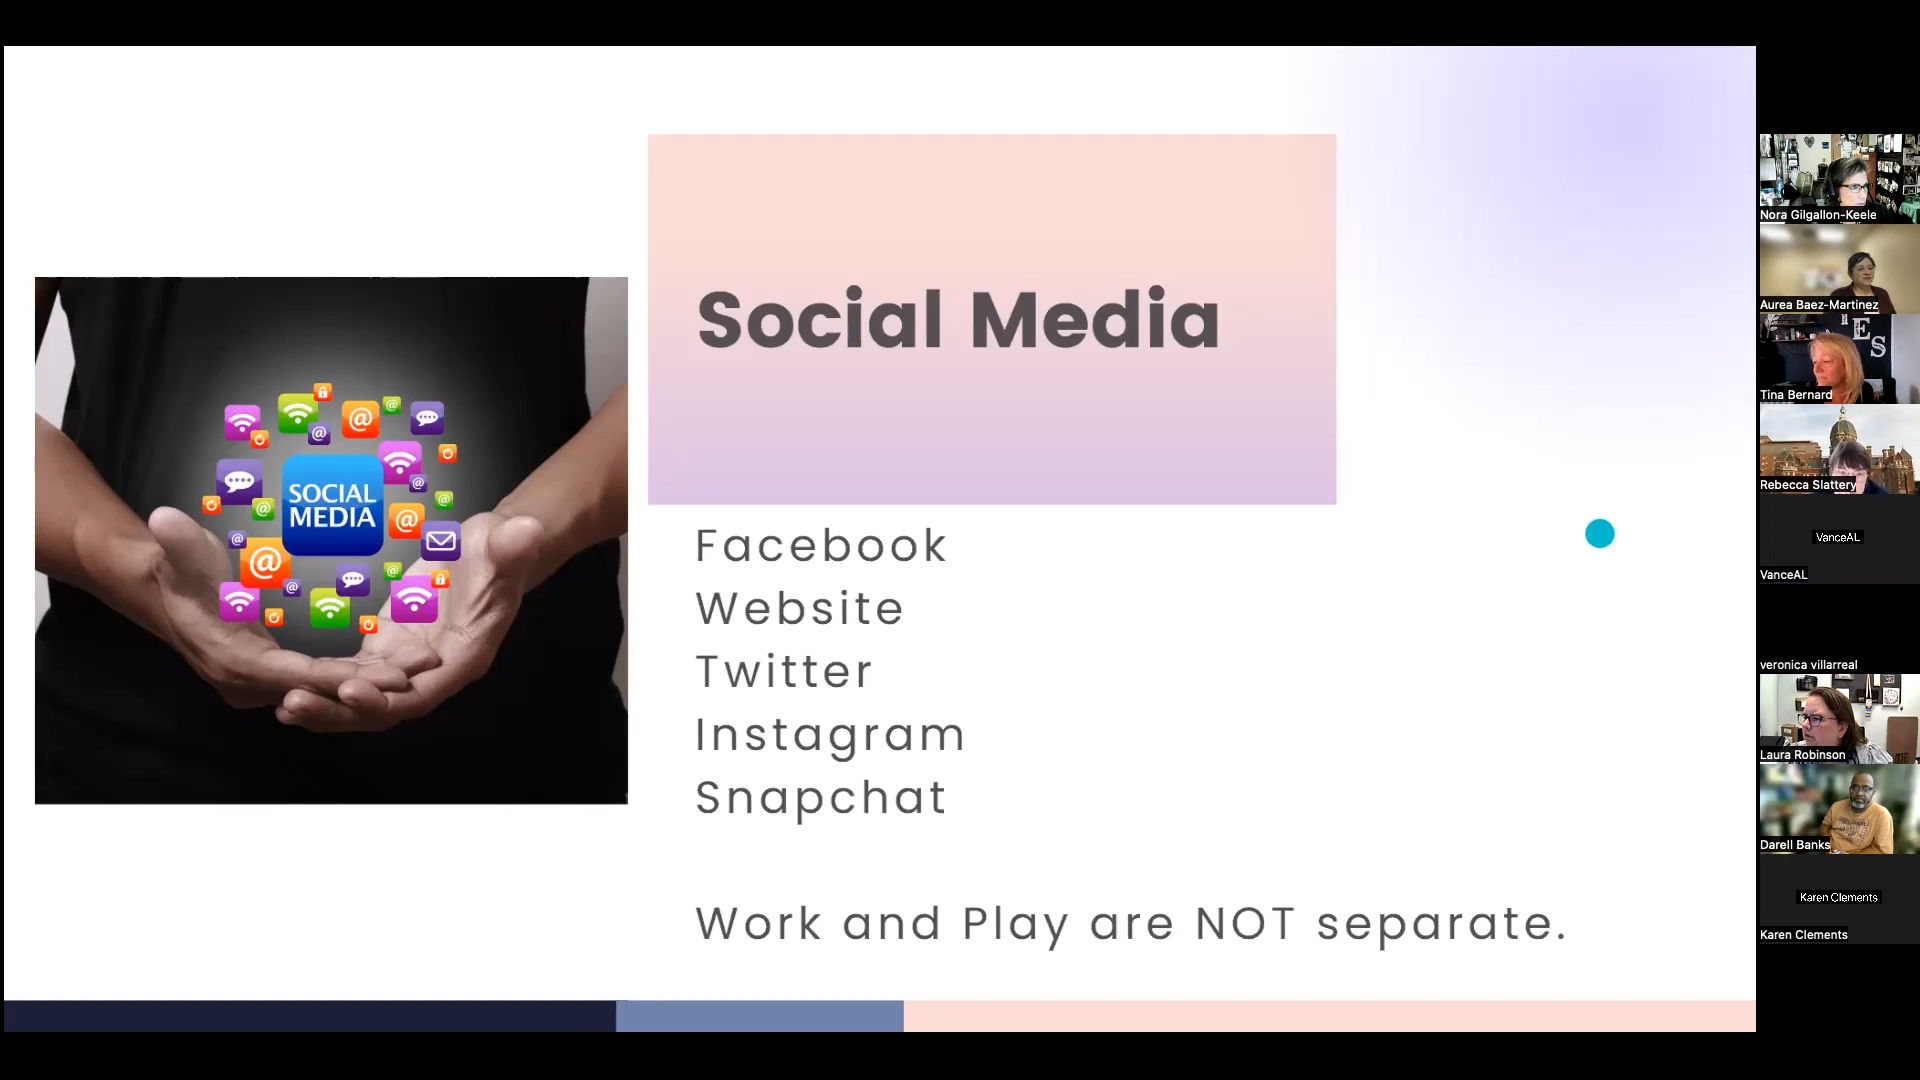 Social Media
SOCIAL
MEDIA
Facebook
Website
Twitter
Instagram
Snapchat
Work and Play are NOT separate.
Nora Gilgallon-Keele
Aurea Baez-Martinez
ES
Tina Bernard
Rebecca Slattery
VanceAL
VanceAL
veronica villarreal
Laura Robinson
Darell Banks
Karen Clements
Karen Clements